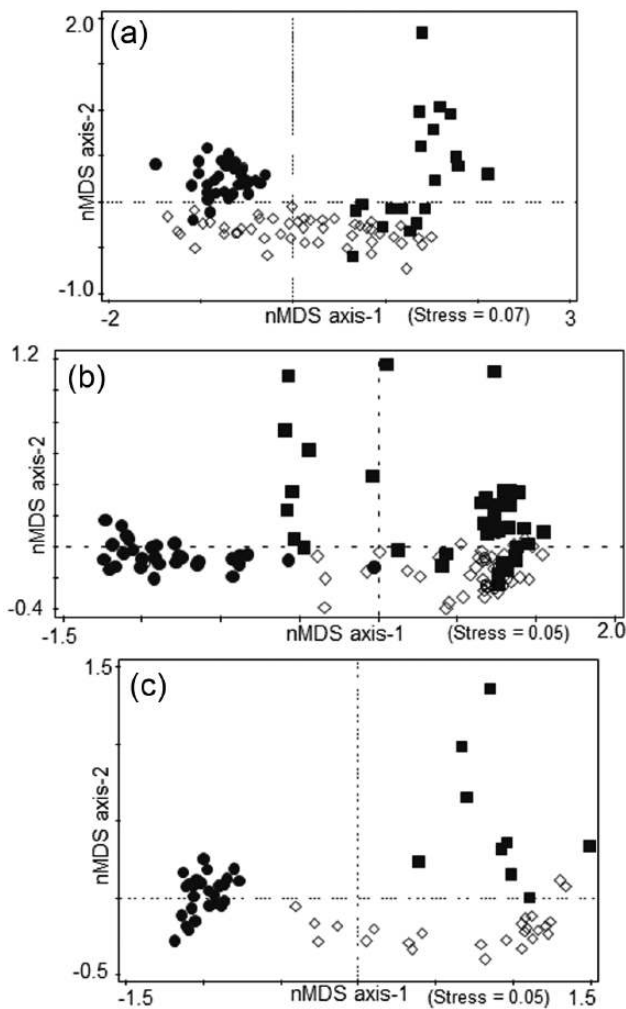 (a)
2.0
nMDS axis-2
-1.0
-2
nMDS axis-1
(Stress = 0.07)
3
(b)
1.2
nMDS axis-2
-0.4
-1.5
nMDS axis-1
(Stress = 0.05)
2.0
(c)
1.5
nMDS axis-2
-0.5
-1.5
nMDS axis-1
(Stress = 0.05)
1.5